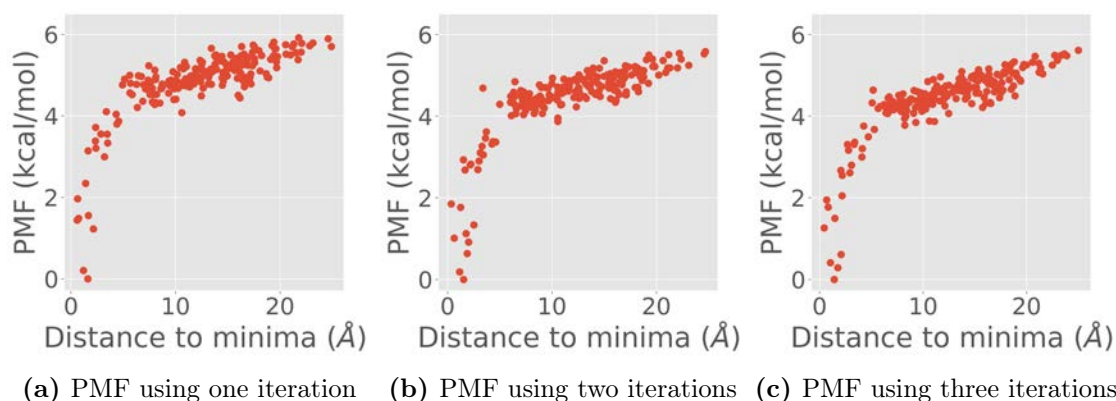 PMF (kcal/mol)
6
4
2
0
0
10
20
Distance to minima (Å)
(a) PMF using one iteration
PMF (kcal/mol)
6
4
2
0
0
10
20
Distance to minima (Å)
(b) PMF using two iterations
PMF (kcal/mol)
6
4
2
0
0
10
20
Distance to minima (Å)
(c) PMF using three iterations